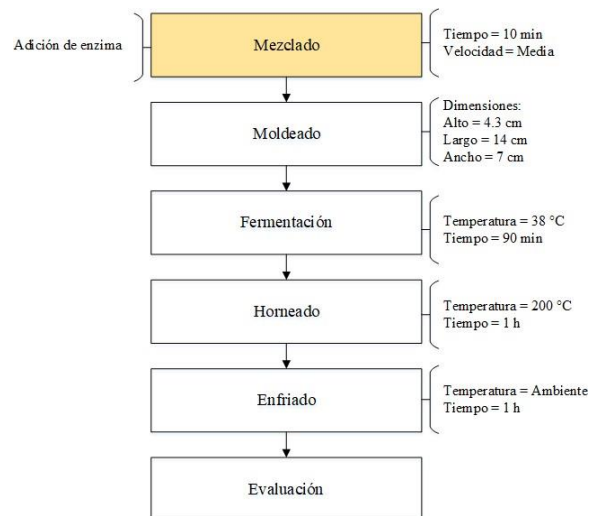 Adición de enzima
Mezclado
Tiempo = 10 min
Velocidad = Media
Moldeado
Dimensiones:
Alto = 4.3 cm
Largo = 14 cm
Ancho = 7 cm
Fermentación
Temperatura = 38 °C
Tiempo = 90 min
Horneado
Temperatura = 200 °C
Tiempo = 1 h
Enfriado
Temperatura = Ambiente
Tiempo = 1 h
Evaluación